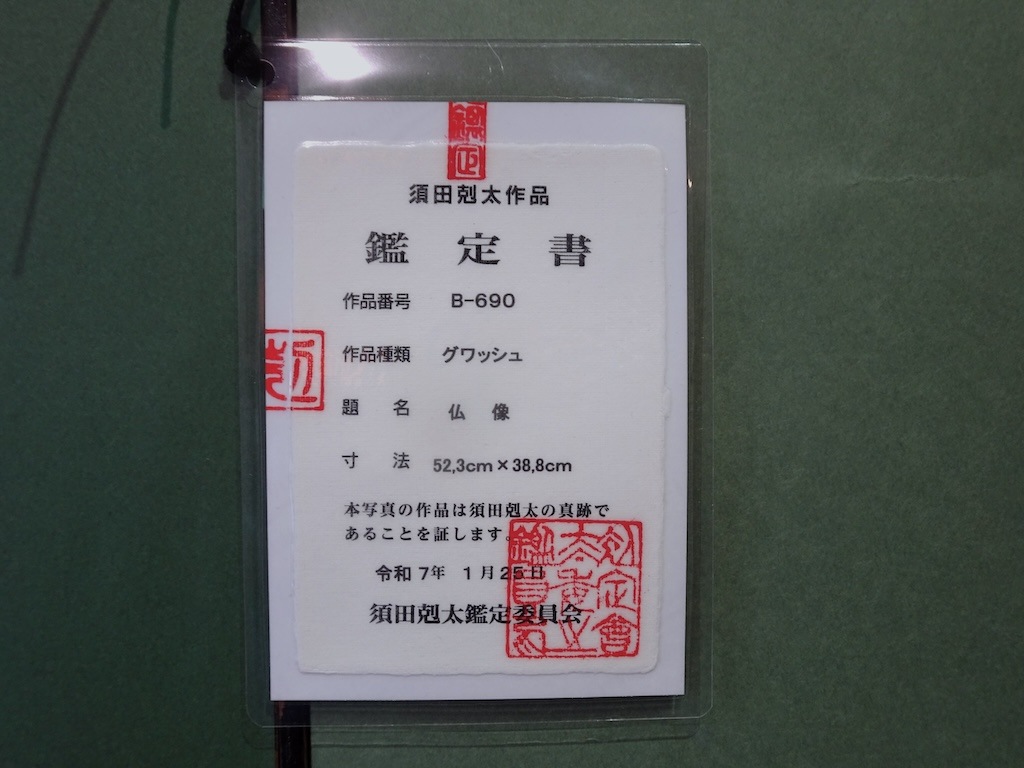 須田剋太作品
鑑 定 書
作品番号 B-690
作品種類 グワッシュ
題 名 仏 像
寸 法 52,3cm×38,8cm
本写真の作品は須田剋太の真跡で
あることを証します。
令和7年 1月25日
須田剋太鑑定委員会